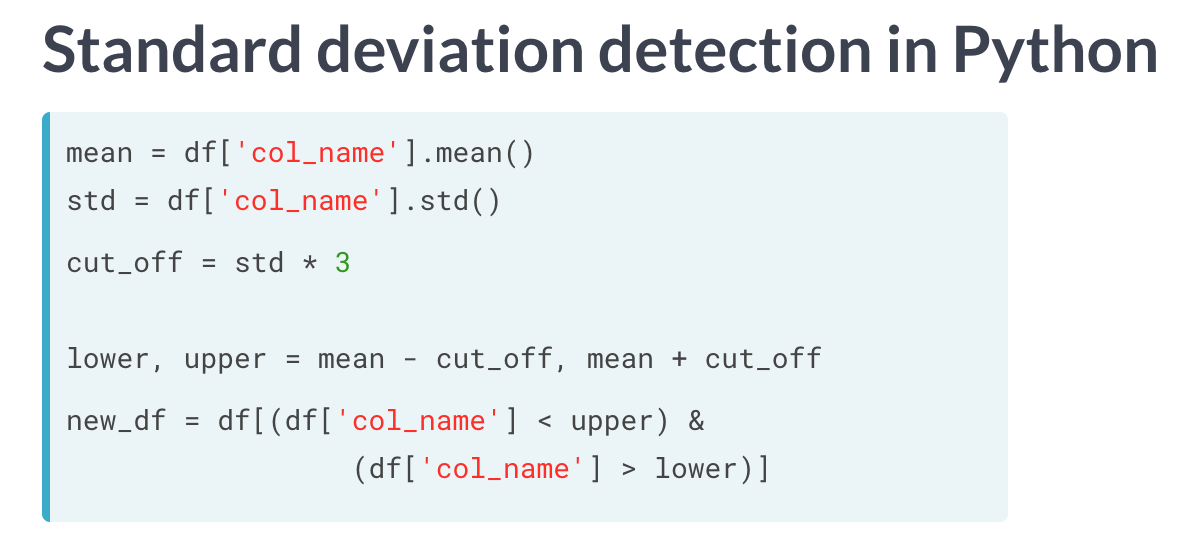 Standard deviation detection in Python
mean = df['col_name'].mean()
std = df['col_name'].std()
cut_off = std * 3
lower, upper = mean - cut_off, mean + cut_off
new_df = df[(df['col_name'] < upper) &
(df['col_name'] > lower)]